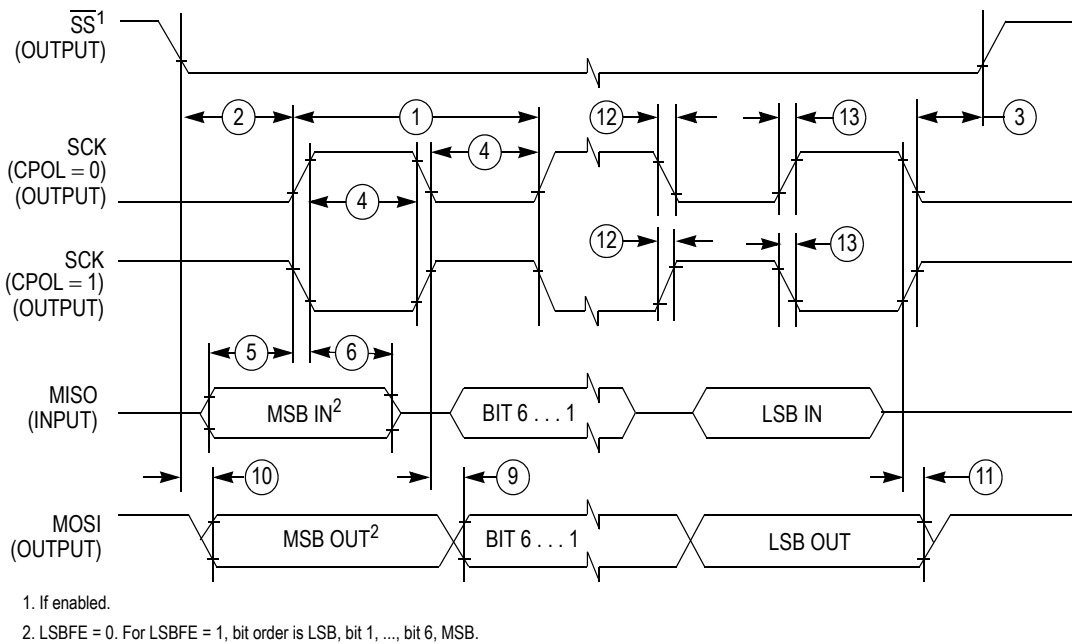 SS1
(OUTPUT)
2
1
12
13
3
SCK
(CPOL = 0)
(OUTPUT)
4
4
SCK
(CPOL = 1)
(OUTPUT)
12
13
5
6
MISO
(INPUT)
MSB IN2
BIT 6 . . . 1
LSB IN
10
9
11
MOSI
(OUTPUT)
MSB OUT2
BIT 6 . . . 1
LSB OUT
1. If enabled.
2. LSBFE = 0. For LSBFE = 1, bit order is LSB, bit 1, ..., bit 6, MSB.